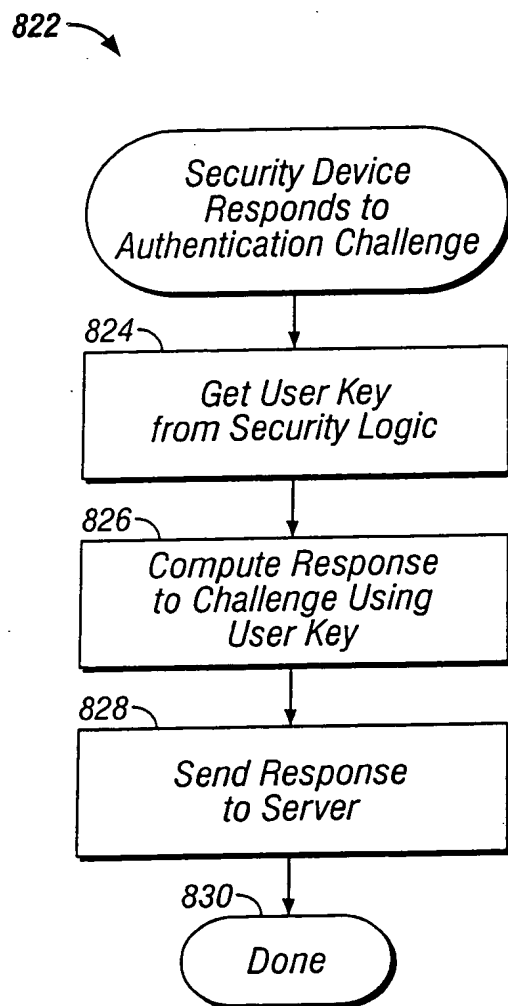 822
Security Device
Responds to
Authentication Challenge
824
Get User Key
from Security Logic
826
Compute Response
to Challenge Using
User Key
828
Send Response
to Server
830
Done